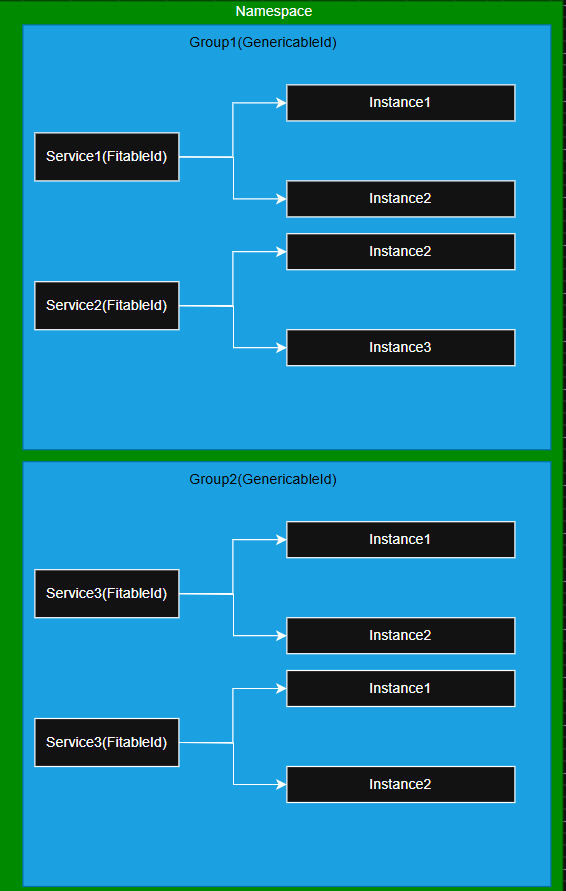 Namespace
Group1(GenericableId)
Instance1
Service1(FitableId)
Instance2
Instance2
Service2(FitableId)
Instance3
Group2(GenericableId)
Instance1
Service3(FitableId)
Instance2
Instance1
Service3(FitableId)
Instance2